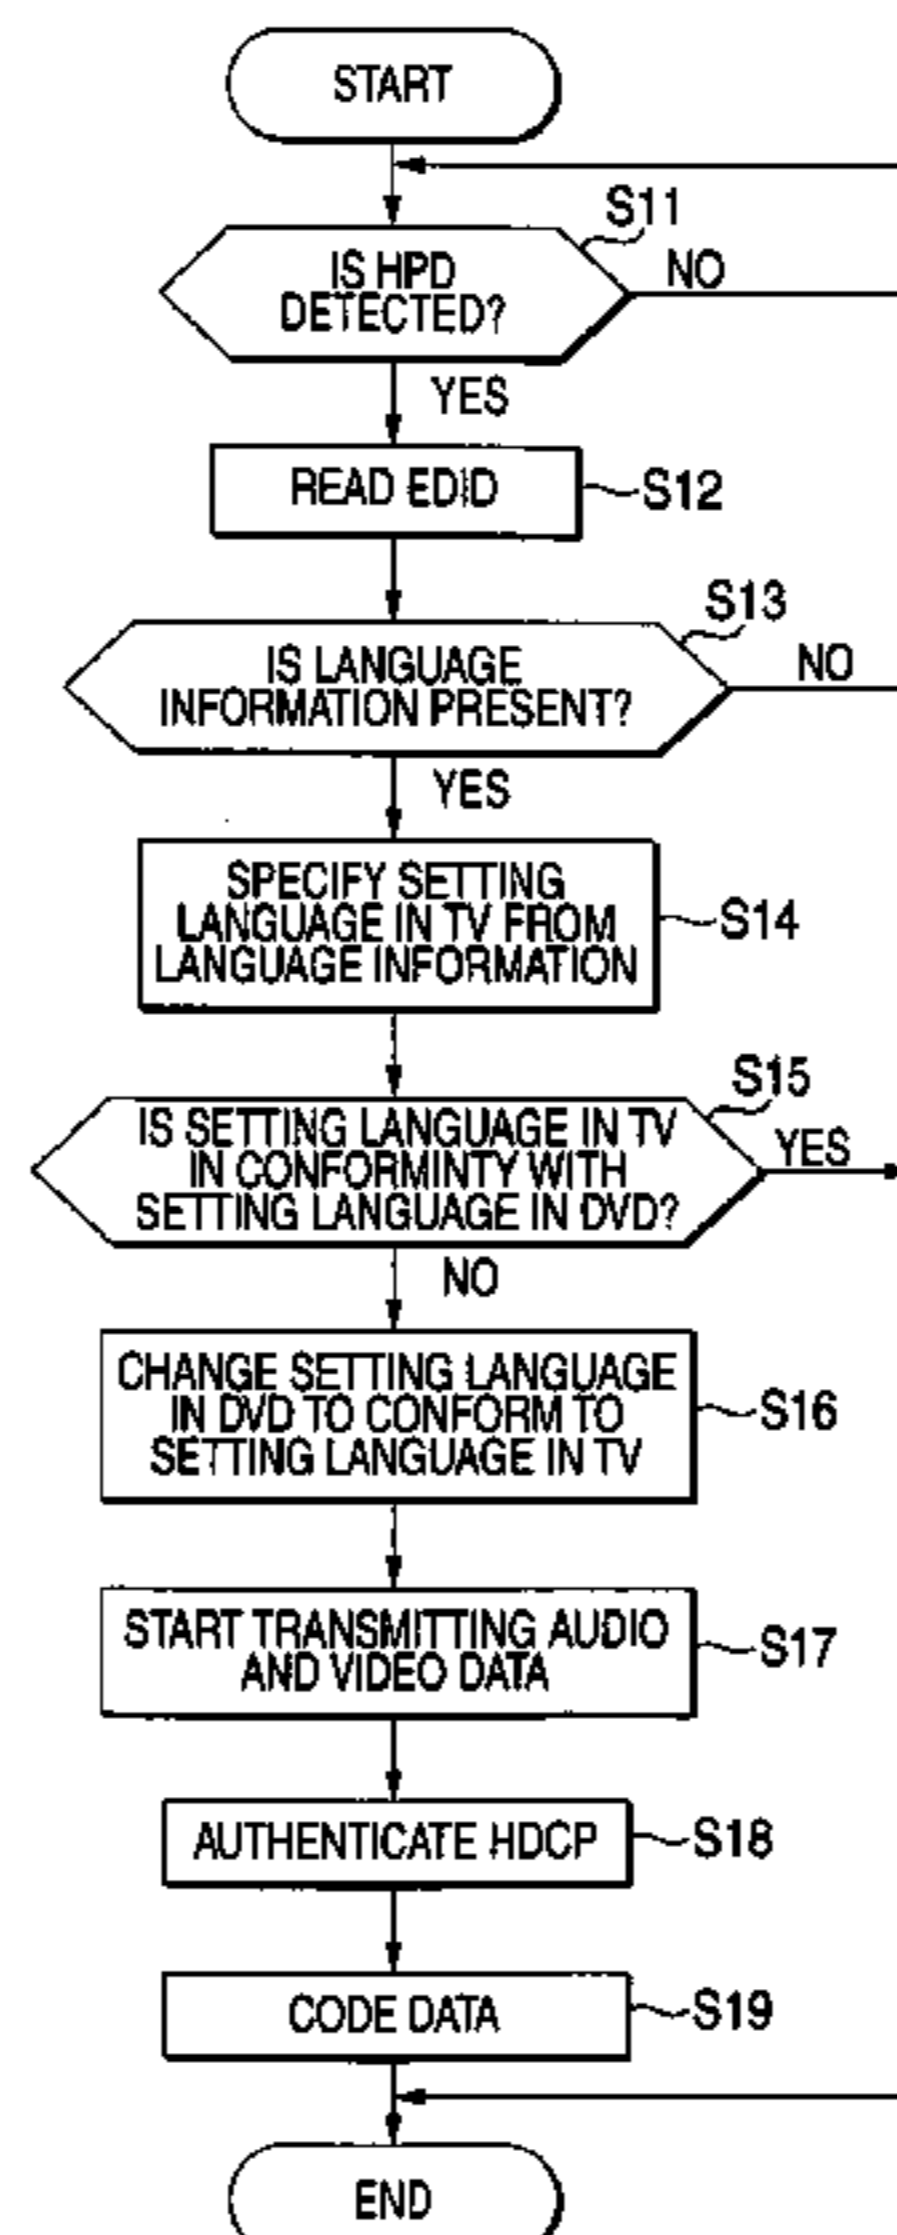 START
S11
IS HPD
DETECTED?
NO
YES
READ EDID
S12
S13
IS LANGUAGE
INFORMATION PRESENT?
NO
YES
SPECIFY SETTING
LANGUAGE IN TV FROM
LANGUAGE INFORMATION
S14
S15
IS SETTING LANGUAGE IN TV
IN CONFORMINTY WITH
SETTING LANGUAGE IN DVD?
YES
NO
CHANGE SETTING LANGUAGE
IN DVD TO CONFORM TO
SETTING LANGUAGE IN TV
S16
START TRANSMITTING AUDIO
AND VIDEO DATA
S17
AUTHENTICATE HDCP
S18
CODE DATA
S19
END